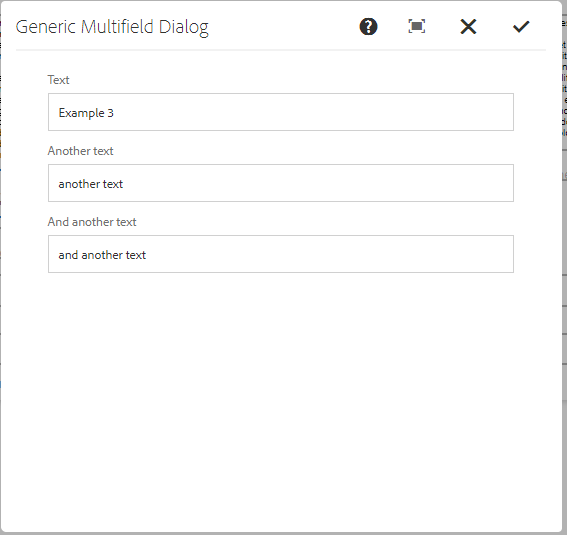 Generic Multifield Dialog
Text
Example 3
Another text
another text
And another text
and another text